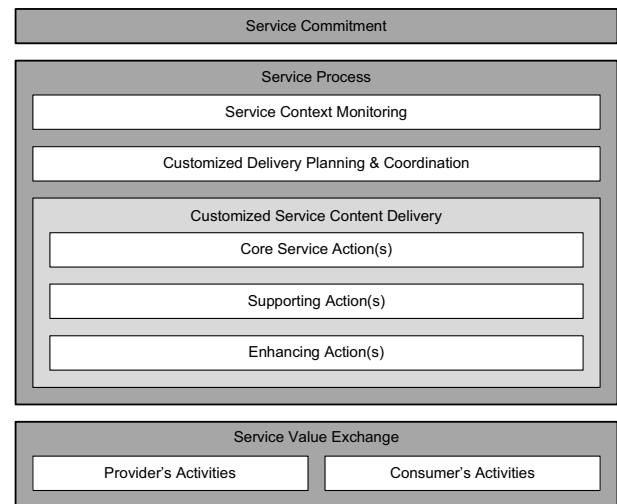 Service Commitment
Service Process
Service Context Monitoring
Customized Delivery Planning & Coordination
Customized Service Content Delivery
Core Service Action(s)
Supporting Action(s)
Enhancing Action(s)
Service Value Exchange
Provider's Activities
Consumer's Activities